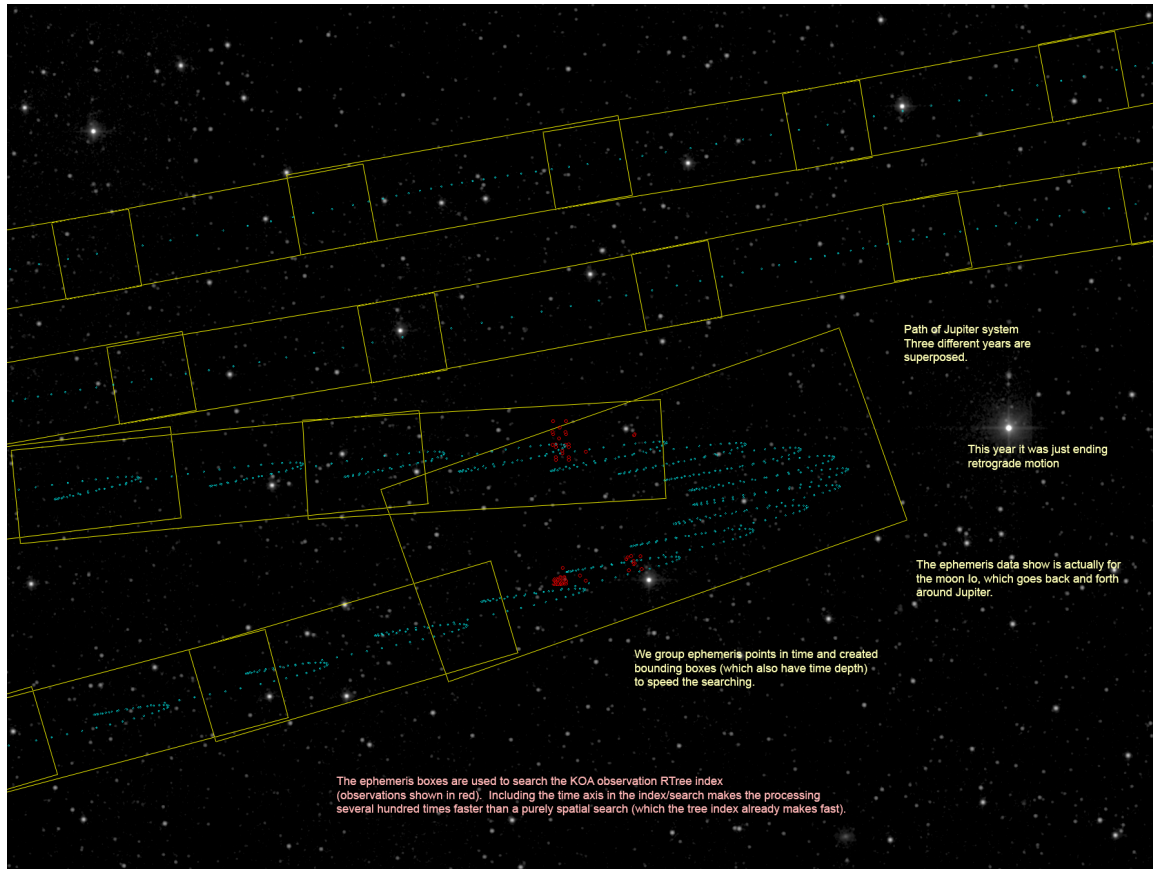 Path of Jupiter system
Three different years are
superposed.
This year it was just ending
retrograde motion
The ephemeris data show is actually for
the moon Io, which goes back and forth
around Jupiter.
We group ephemeris points in time and created
bounding boxes (which also have time depth)
to speed the searching.
The ephemeris boxes are used to search the KOA observation RTree index
(observations shown in red).  Including the time axis in the index/search makes the processing
several hundred times faster than a purely spatial search (which the tree index already makes fast).